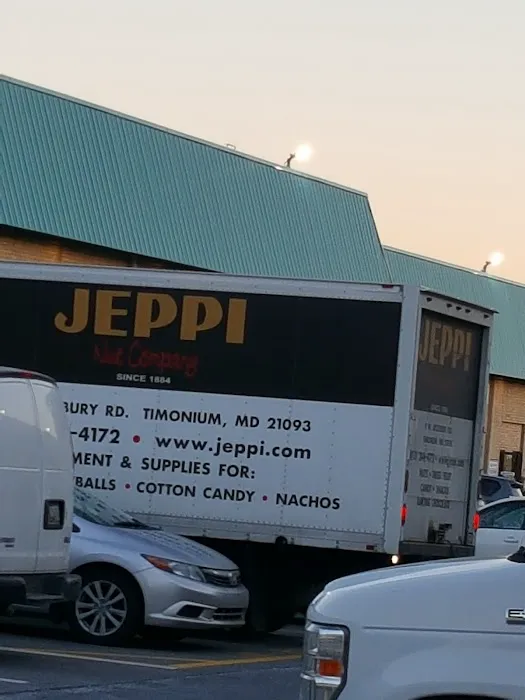 JEPPI
Nut Company
SINCE 1884
BURY RD. TIMONIUM, MD 21093
-4172 • www.jeppi.com
MENT & SUPPLIES FOR:
BALLS • COTTON CANDY • NACHOS
JEPPI